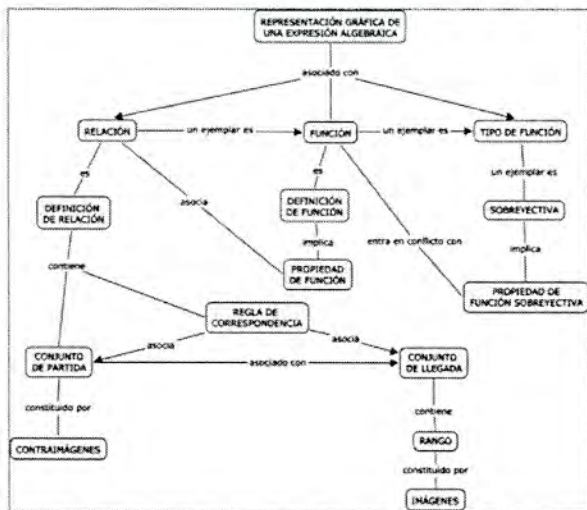 REPRESENTACIÓN GRÁFICA DE
UNA EXPRESIÓN ALGEBRÁICA
asociado con
RELACIÓN
un ejemplar es
FUNCIÓN
un ejemplar es
TIPO DE FUNCIÓN
es
es
un ejemplar es
DEFINICIÓN
DE RELACIÓN
asocia
DEFINICIÓN
DE FUNCIÓN
SOBREYECTIVA
implica
entra en conflicto con
implica
contiene
PROPIEDAD
DE FUNCIÓN
PROPIEDAD DE
FUNCIÓN SOBREYECTIVA
REGLA DE
CORRESPONDENCIA
asocia
asocia
CONJUNTO
DE PARTIDA
asociado con
CONJUNTO
DE LLEGADA
constituido por
contiene
CONTRAIMÁGENES
RANGO
constituido por
IMÁGENES